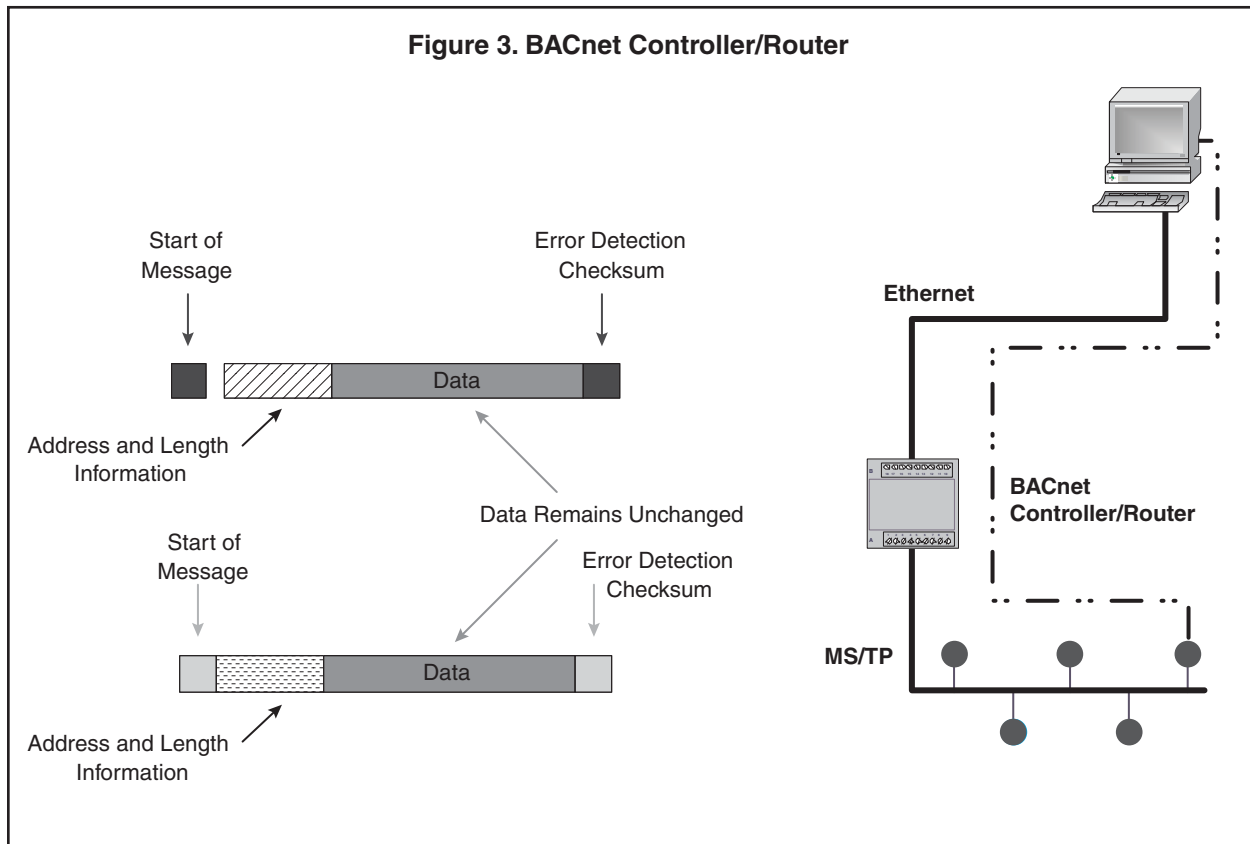 Figure 3. BACnet Controller/Router
Start of
Message
Error Detection
Checksum
Ethernet
Data
Address and Length
Information
BACnet
Controller/Router
Data Remains Unchanged
Start of
Message
Error Detection
Checksum
MS/TP
Data
Address and Length
Information
B
A